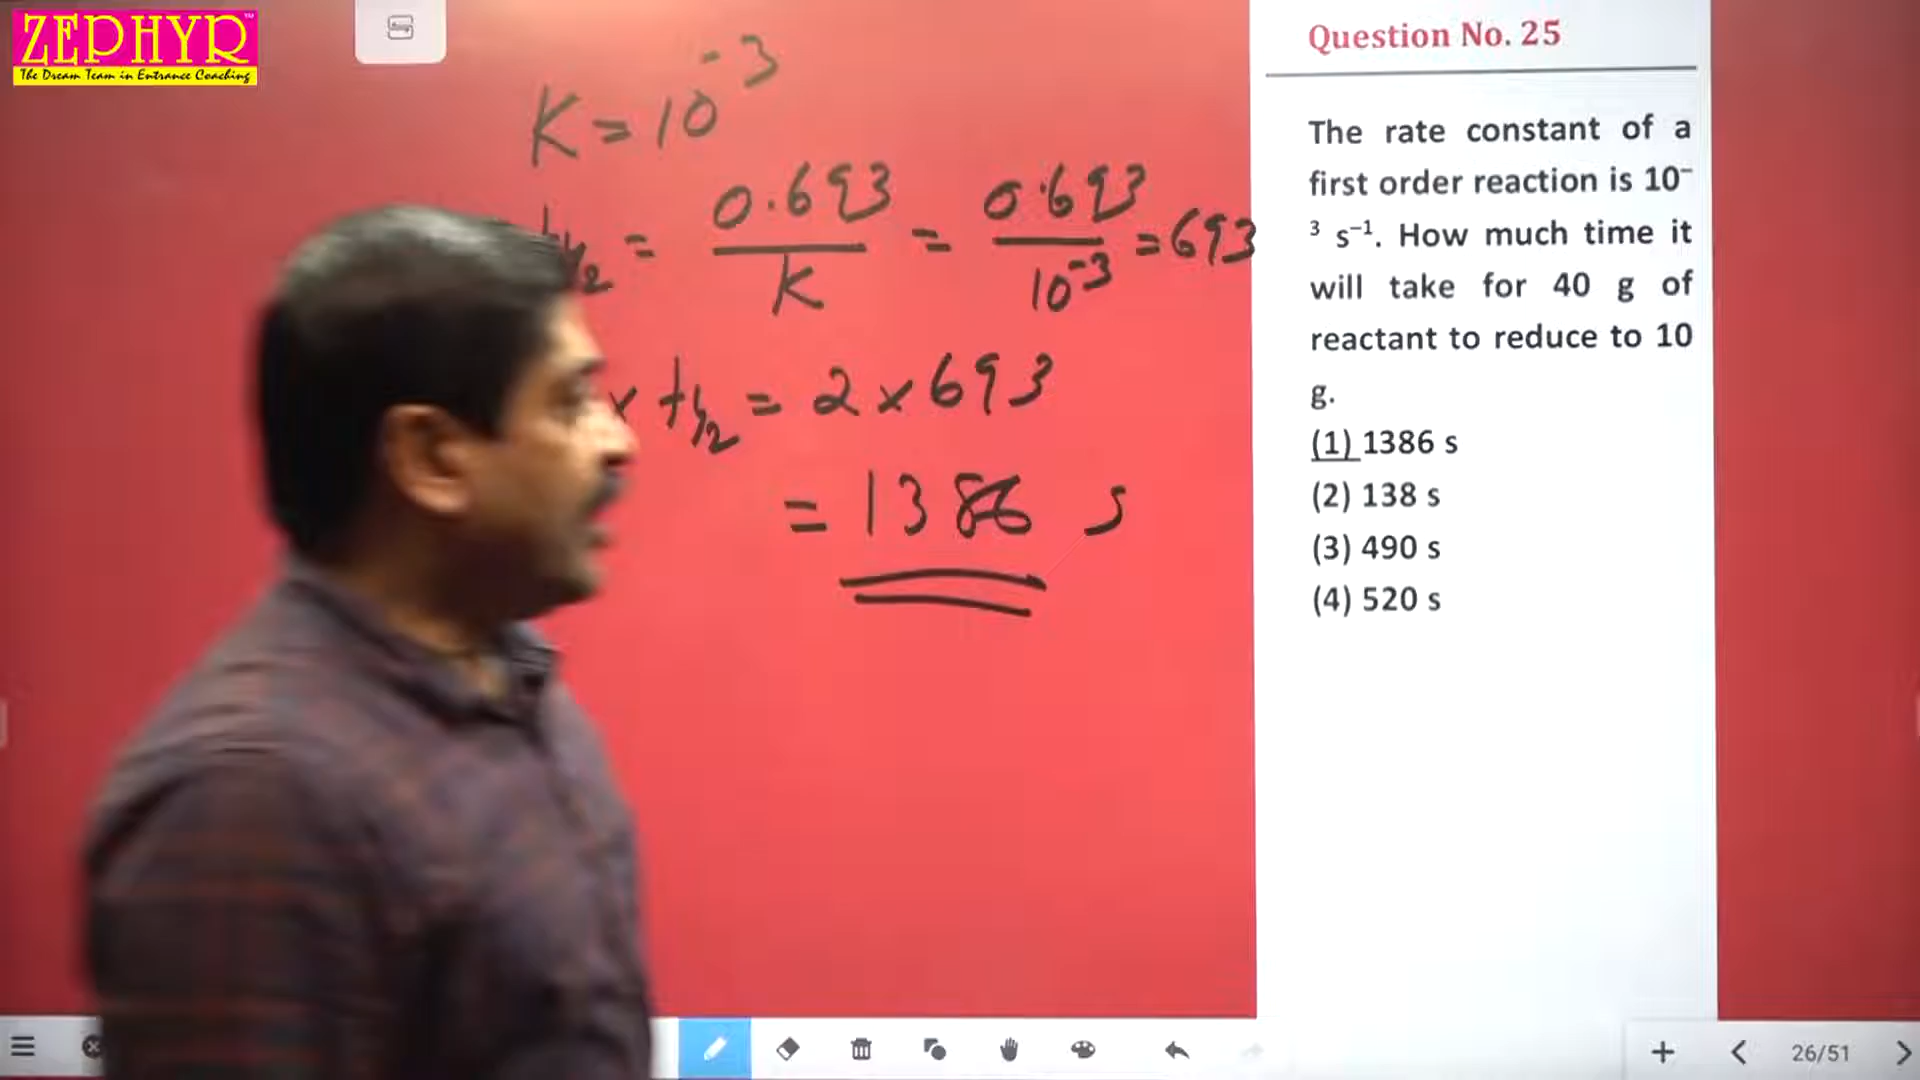 ZEPHYR™
The Dream Team in Entrance Coaching
K = 10⁻³
t½ = 0.693 / K = 0.693 / 10⁻³ = 693
× t½ = 2 × 693
= 1386 s
Question No. 25
The rate constant of a
first order reaction is 10⁻
³ s⁻¹. How much time it
will take for 40 g of
reactant to reduce to 10
g.
(1) 1386 s
(2) 138 s
(3) 490 s
(4) 520 s
26/51